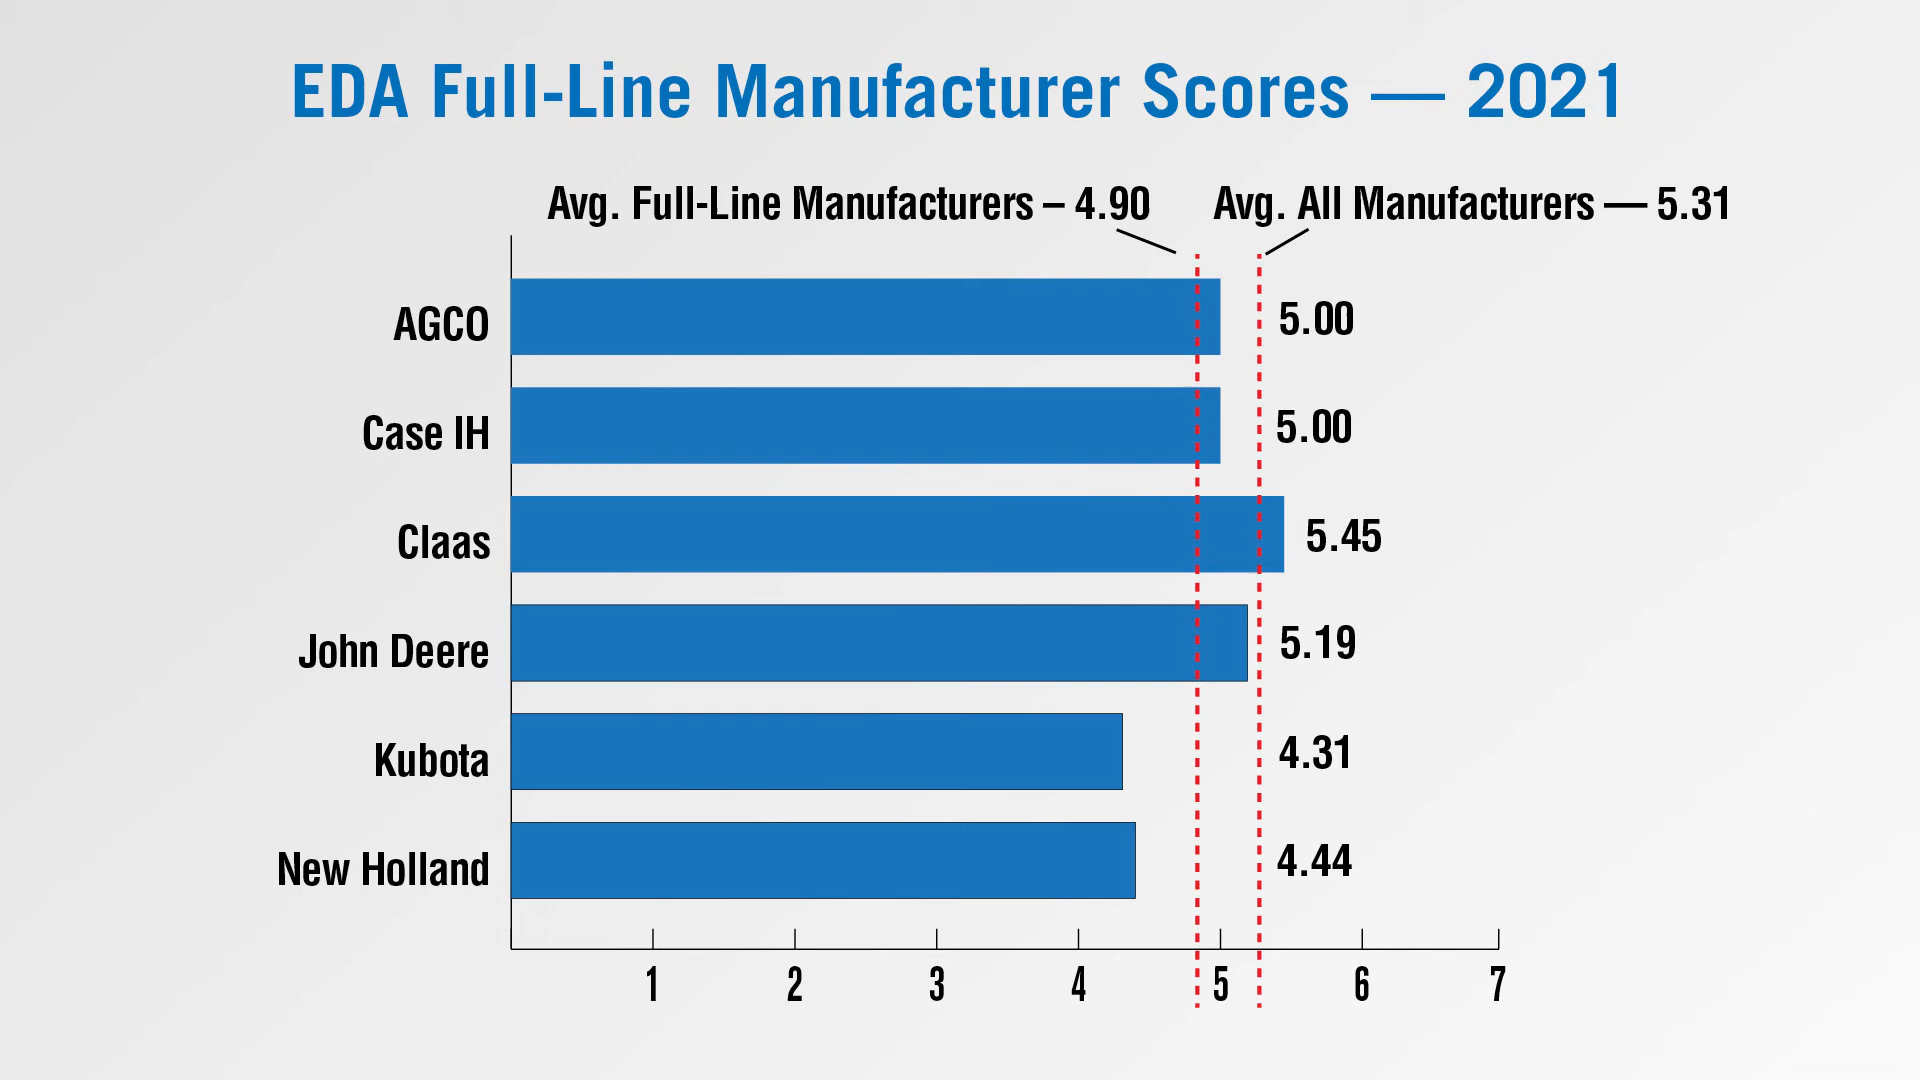 EDA Full-Line Manufacturer Scores — 2021
Avg. Full-Line Manufacturers – 4.90
Avg. All Manufacturers — 5.31
AGCO 5.00
Case IH 5.00
Claas 5.45
John Deere 5.19
Kubota 4.31
New Holland 4.44
1 2 3 4 5 6 7